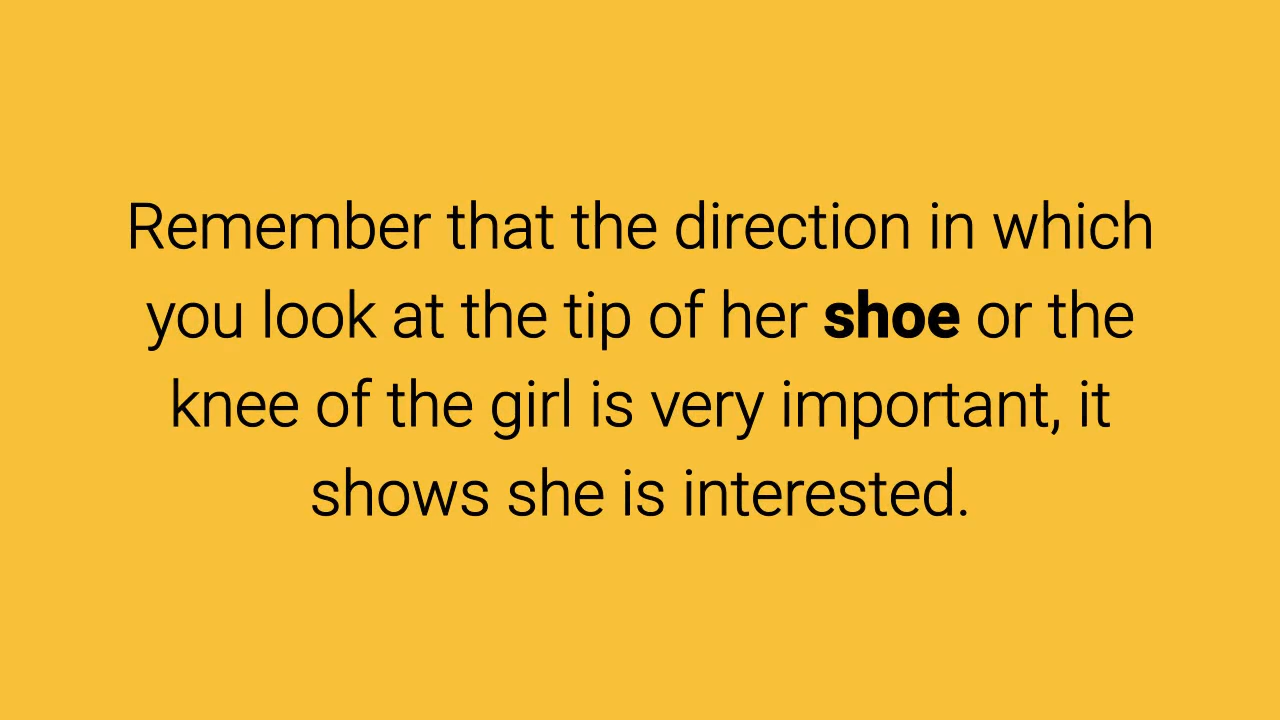 Remember that the direction in which
you look at the tip of her shoe or the
knee of the girl is very important, it
shows she is interested.